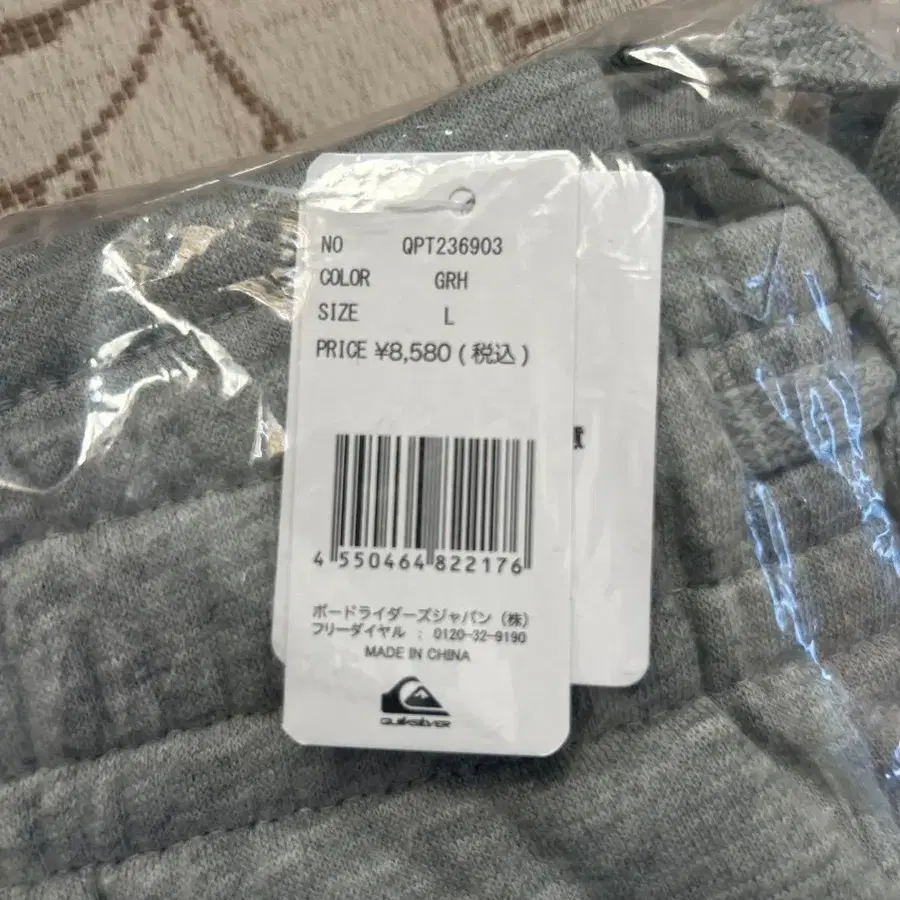 NO QPT236903
COLOR GRH
SIZE L
PRICE ¥8,580 (税込)
4 550464 822176
ボードライダーズジャパン (株)
フリーダイヤル : 0120-32-9190
MADE IN CHINA
QUIKSILVER